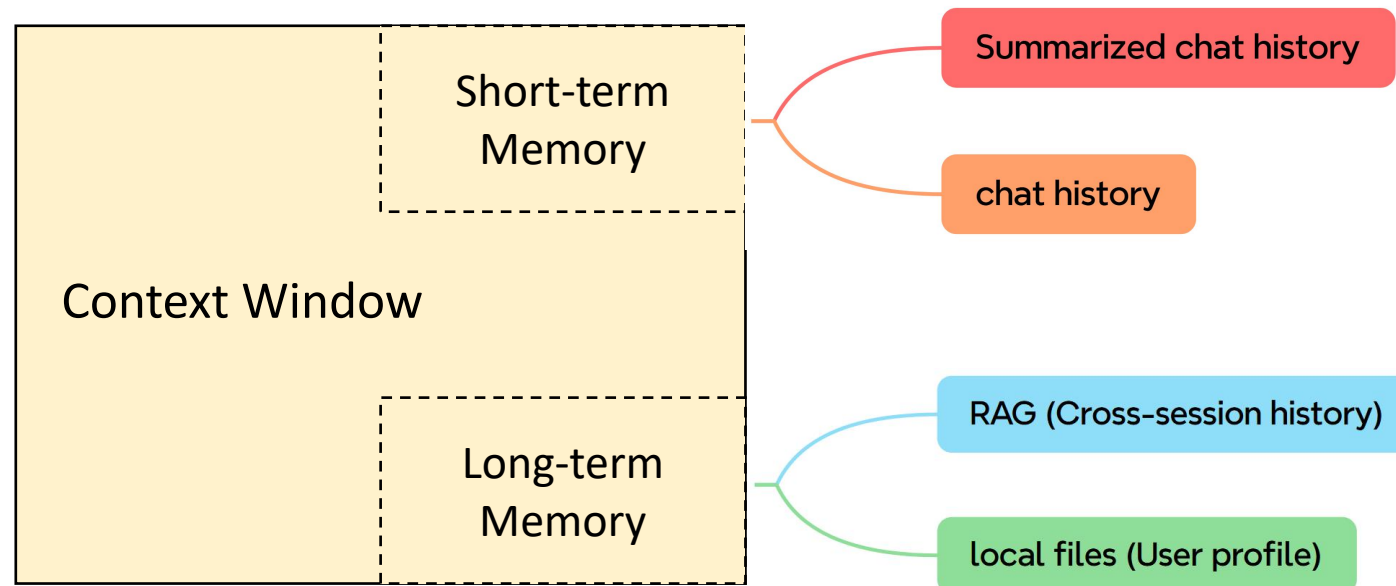 Short-term
Memory
Summarized chat history
chat history
Context Window
Long-term
Memory
RAG (Cross-session history)
local files (User profile)